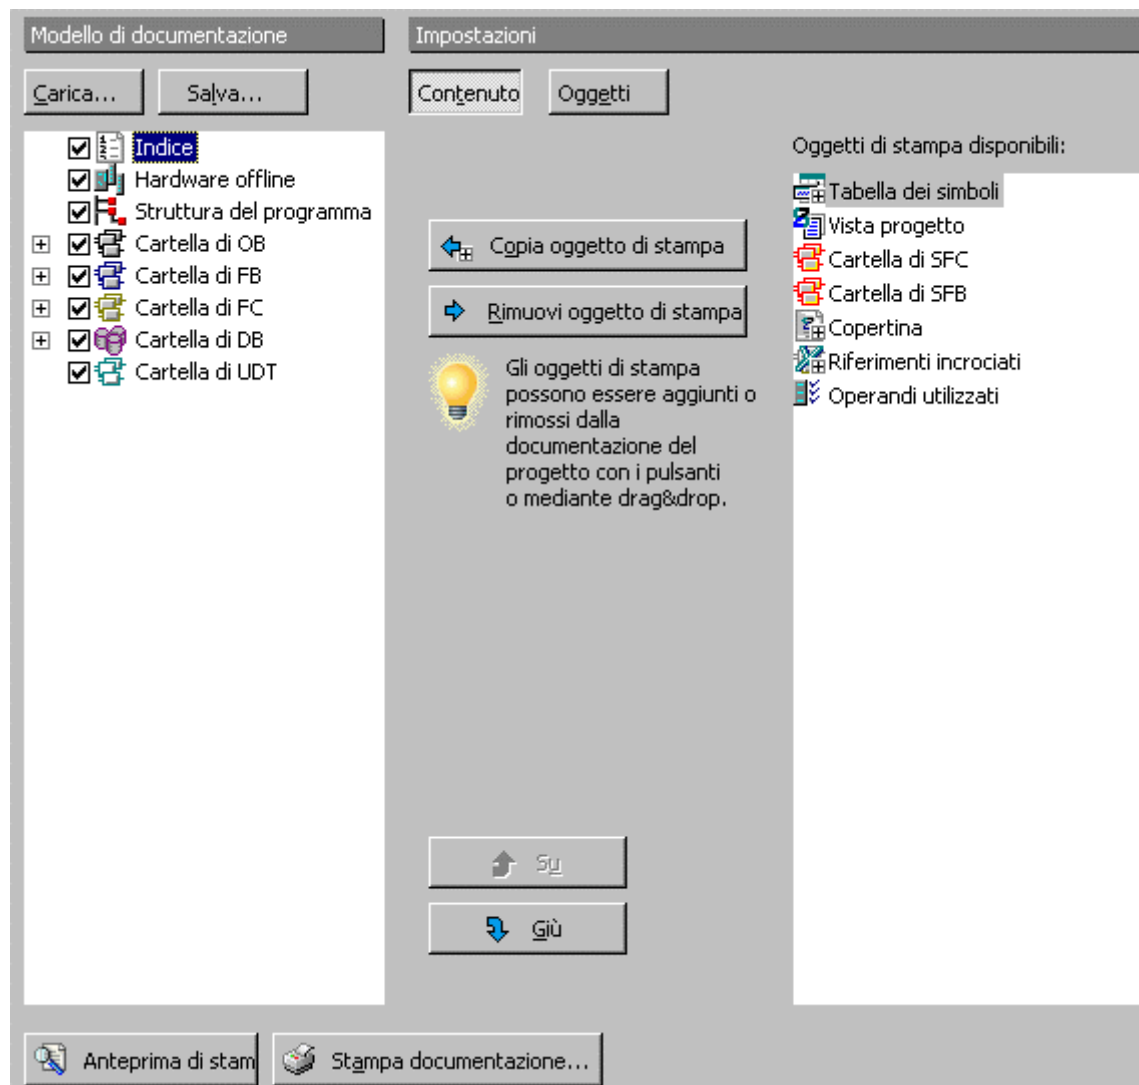 Modello di documentazione
Impostazioni
Carica...
Salva...
Contenuto
Oggetti
Indice
Hardware offline
Struttura del programma
Cartella di OB
Cartella di FB
Cartella di FC
Cartella di DB
Cartella di UDT
Copia oggetto di stampa
Rimuovi oggetto di stampa
Gli oggetti di stampa
possono essere aggiunti o
rimossi dalla
documentazione del
progetto con i pulsanti
o mediante drag&drop.
Su
Giù
Oggetti di stampa disponibili:
Tabella dei simboli
Vista progetto
Cartella di SFC
Cartella di SFB
Copertina
Riferimenti incrociati
Operandi utilizzati
Anteprima di stam
Stampa documentazione...